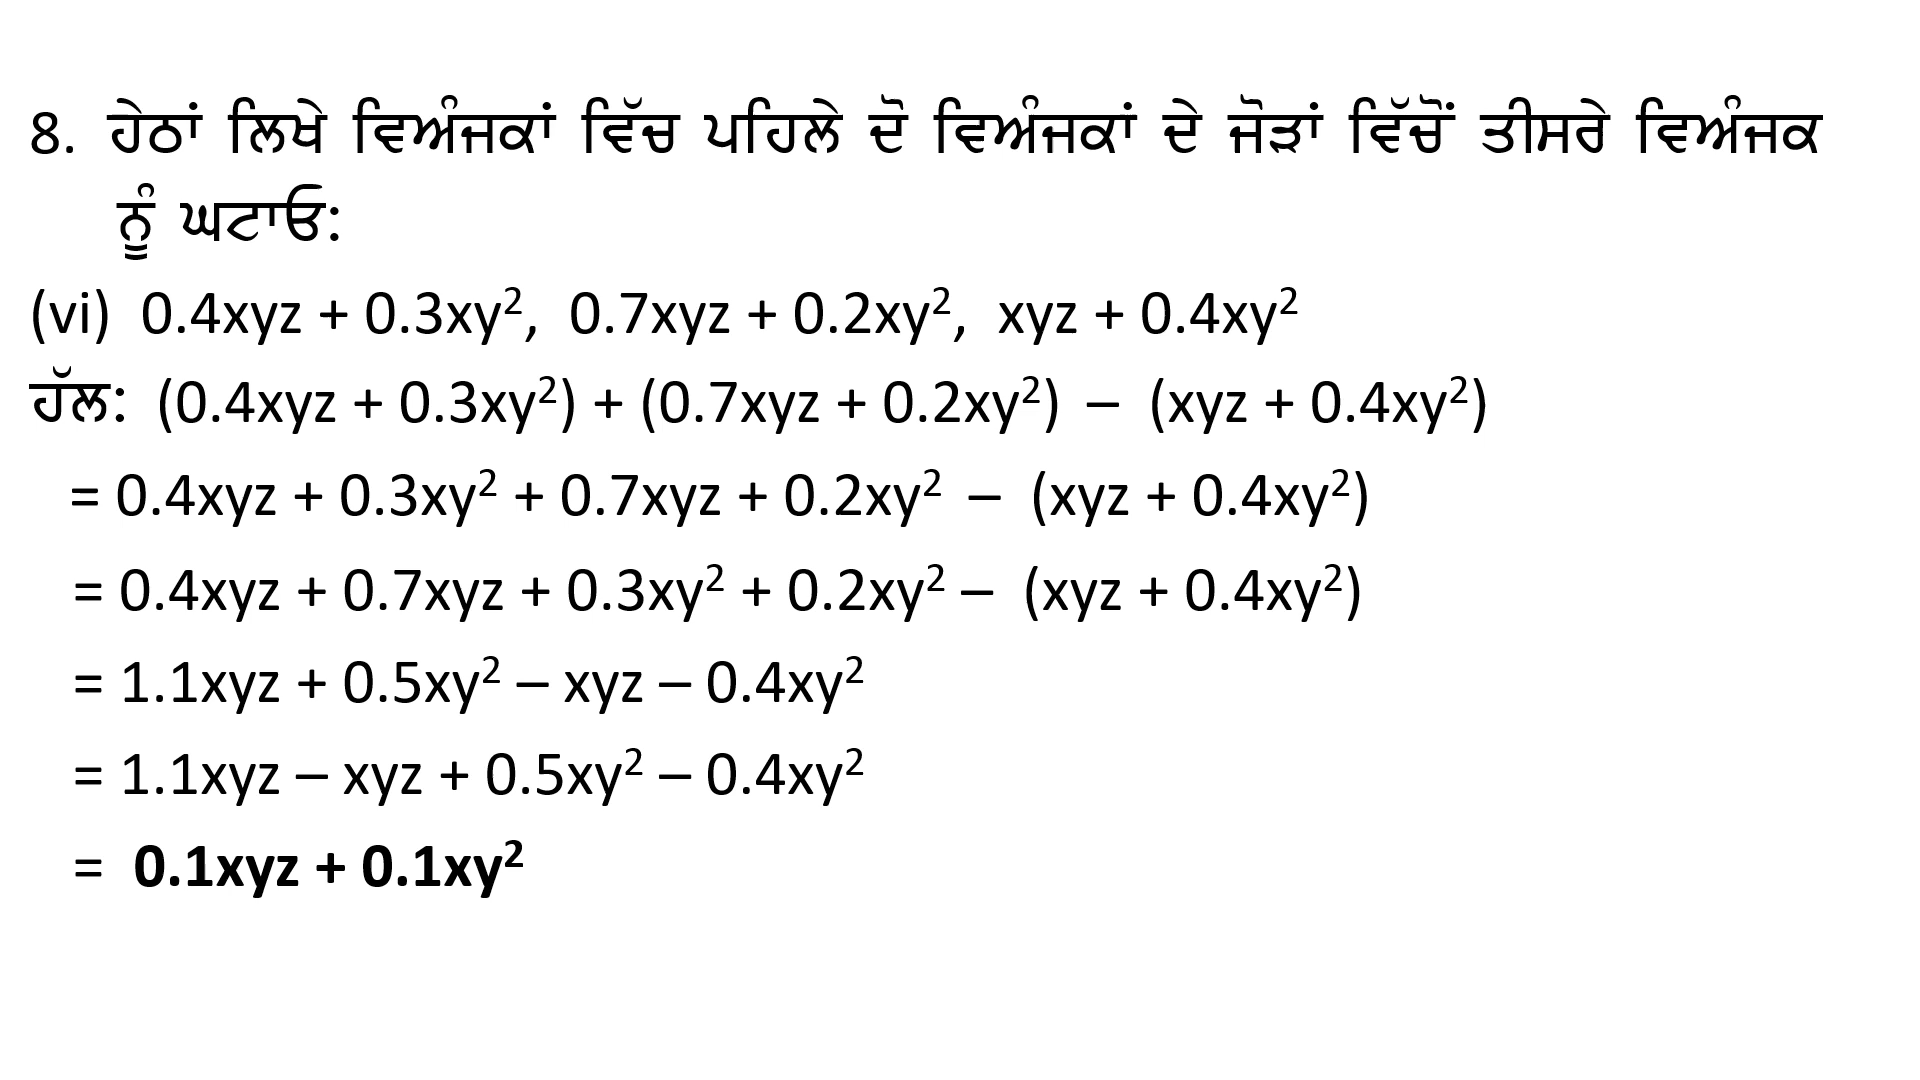 8. ਹੇਠਾਂ ਲਿਖੇ ਵਿਅੰਜਕਾਂ ਵਿੱਚ ਪਹਿਲੇ ਦੋ ਵਿਅੰਜਕਾਂ ਦੇ ਜੋੜਾਂ ਵਿੱਚੋਂ ਤੀਸਰੇ ਵਿਅੰਜਕ
ਨੂੰ ਘਟਾਓ:
(vi) 0.4xyz + 0.3xy², 0.7xyz + 0.2xy², xyz + 0.4xy²
ਹੱਲ: (0.4xyz + 0.3xy²) + (0.7xyz + 0.2xy²) – (xyz + 0.4xy²)
= 0.4xyz + 0.3xy² + 0.7xyz + 0.2xy² – (xyz + 0.4xy²)
= 0.4xyz + 0.7xyz + 0.3xy² + 0.2xy² – (xyz + 0.4xy²)
= 1.1xyz + 0.5xy² – xyz – 0.4xy²
= 1.1xyz – xyz + 0.5xy² – 0.4xy²
= 0.1xyz + 0.1xy²